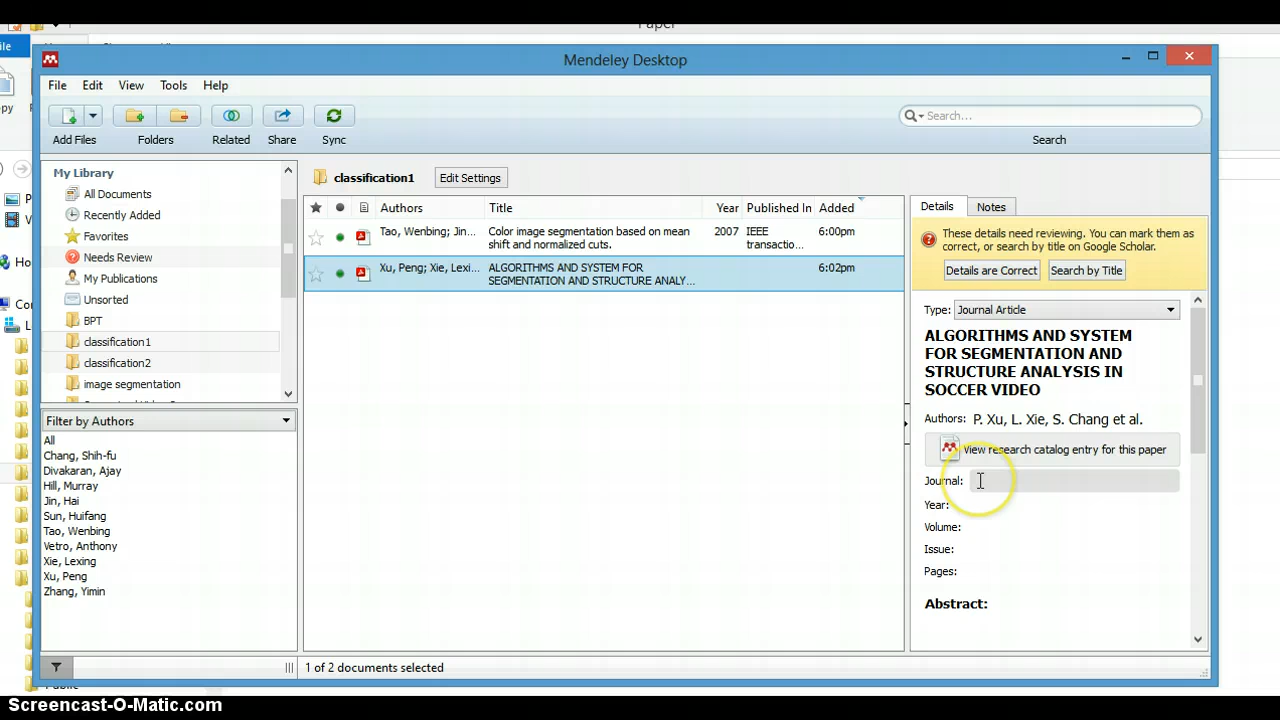 Paper
ile
Mendeley Desktop
File Edit View Tools Help
opy
Search...
Add Files Folders Related Share Sync Search
My Library
All Documents
Recently Added
Favorites
Needs Review
My Publications
Unsorted
BPT
classification1
classification2
image segmentation
Filter by Authors
All
Chang, Shih-fu
Divakaran, Ajay
Hill, Murray
Jin, Hai
Sun, Huifang
Tao, Wenbing
Vetro, Anthony
Xie, Lexing
Xu, Peng
Zhang, Yimin
classification1 Edit Settings
Authors Title Year Published In Added
Tao, Wenbing; Jin... Color image segmentation based on mean 2007 IEEE 6:00pm
shift and normalized cuts. transactio...
Xu, Peng; Xie, Lexi... ALGORITHMS AND SYSTEM FOR 6:02pm
SEGMENTATION AND STRUCTURE ANALY...
Details Notes
These details need reviewing. You can mark them as
correct, or search by title on Google Scholar.
Details are Correct Search by Title
Type: Journal Article
ALGORITHMS AND SYSTEM
FOR SEGMENTATION AND
STRUCTURE ANALYSIS IN
SOCCER VIDEO
Authors: P. Xu, L. Xie, S. Chang et al.
View research catalog entry for this paper
Journal:
Year:
Volume:
Issue:
Pages:
Abstract:
1 of 2 documents selected
Public
Screencast-O-Matic.com